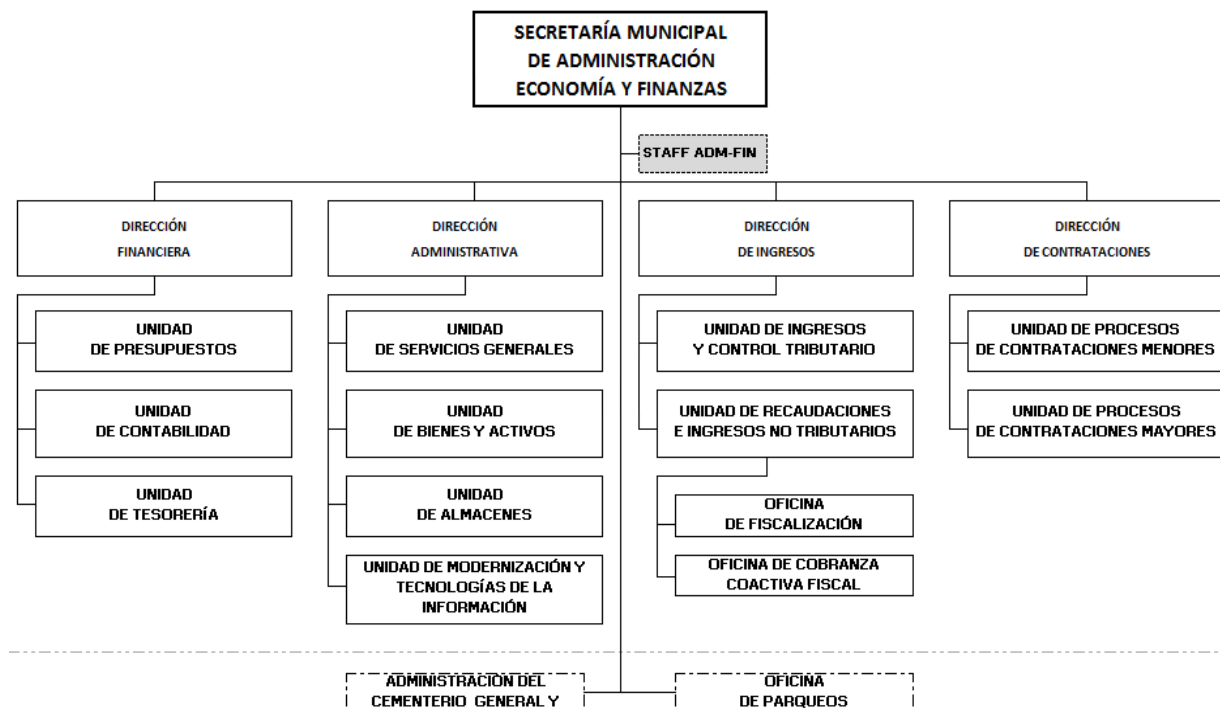 SECRETARÍA MUNICIPAL
DE ADMINISTRACIÓN
ECONOMÍA Y FINANZAS
STAFF ADM-FIN
DIRECCIÓN
FINANCIERA
DIRECCIÓN
ADMINISTRATIVA
DIRECCIÓN
DE INGRESOS
DIRECCIÓN
DE CONTRATACIONES
UNIDAD
DE PRESUPUESTOS
UNIDAD
DE CONTABILIDAD
UNIDAD
DE TESORERÍA
UNIDAD
DE SERVICIOS GENERALES
UNIDAD
DE BIENES Y ACTIVOS
UNIDAD
DE ALMACENES
UNIDAD DE MODERNIZACIÓN Y
TECNOLOGÍAS DE LA
INFORMACIÓN
UNIDAD DE INGRESOS
Y CONTROL TRIBUTARIO
UNIDAD DE RECAUDACIONES
E INGRESOS NO TRIBUTARIOS
OFICINA
DE FISCALIZACIÓN
OFICINA DE COBRANZA
COACTIVA FISCAL
UNIDAD DE PROCESOS
DE CONTRATACIONES MENORES
UNIDAD DE PROCESOS
DE CONTRATACIONES MAYORES
ADMINISTRACIÓN DEL
CEMENTERIO GENERAL Y
OFICINA
DE PARQUEOS